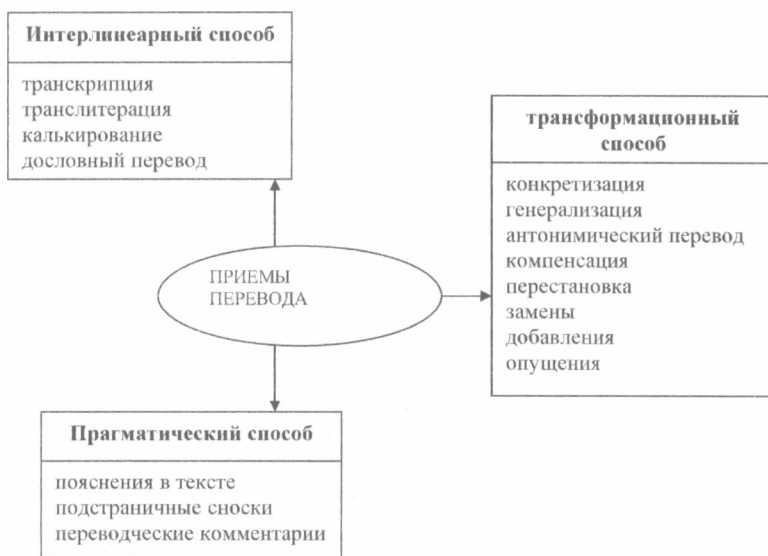 Интерлинеарный способ
транскрипция
транслитерация
калькирование
дословный перевод
трансформационный
способ
конкретизация
генерализация
антонимический перевод
компенсация
перестановка
замены
добавления
опущения
ПРИЕМЫ
ПЕРЕВОДА
Прагматический способ
пояснения в тексте
подстраничные сноски
переводческие комментарии